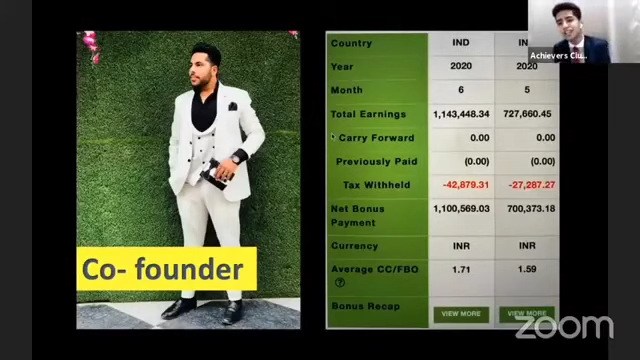 Co- founder
Country IND IN
Year 2020 2020
Month 6 5
Total Earnings 1,143,448.34 727,660.45
Carry Forward 0.00 0.00
Previously Paid (0.00) (0.00)
Tax Withheld -42,879.31 -27,287.27
Net Bonus Payment 1,100,569.03 700,373.18
Currency INR INR
Average CC/FBO 1.71 1.59
Bonus Recap VIEW MORE VIEW MORE
Achievers Clu...
zoom